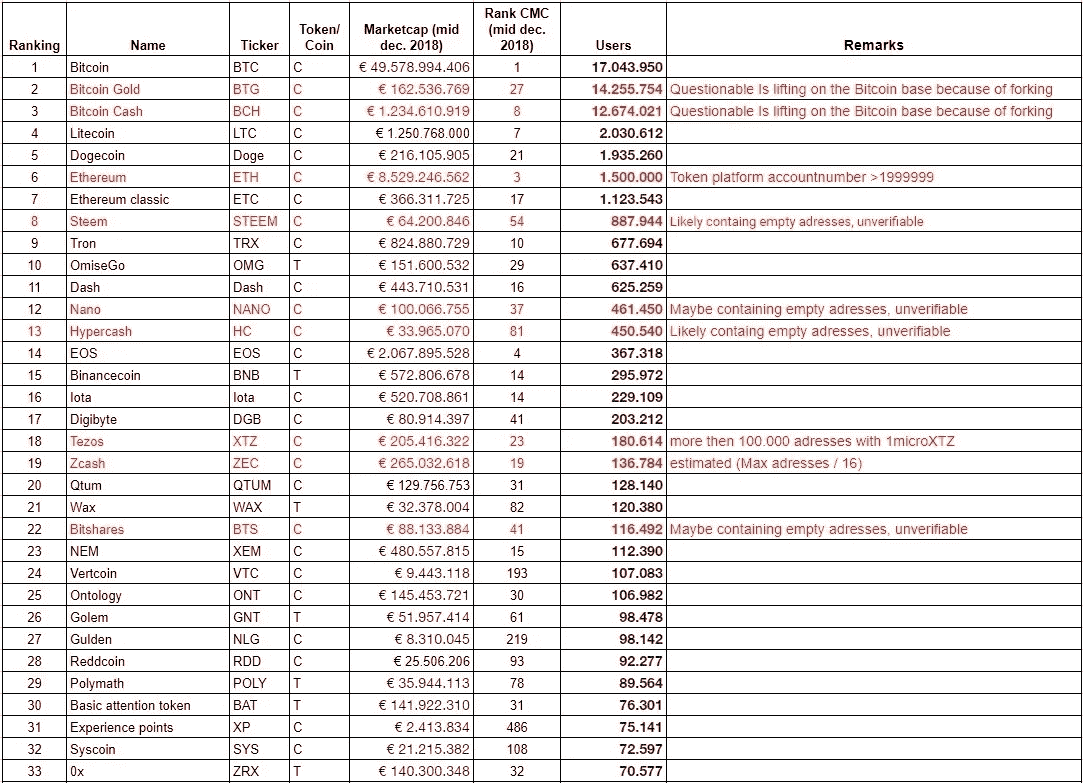 Ranking Name Ticker Token/ Coin Marketcap (mid dec. 2018) Rank CMC (mid dec. 2018) Users Remarks
1 Bitcoin BTC C € 49.578.994.406 1 17.043.950
2 Bitcoin Gold BTG C € 162.536.769 27 14.255.754 Questionable Is lifting on the Bitcoin base because of forking
3 Bitcoin Cash BCH C € 1.234.610.919 8 12.674.021 Questionable Is lifting on the Bitcoin base because of forking
4 Litecoin LTC C € 1.250.768.000 7 2.030.612
5 Dogecoin Doge C € 216.105.905 21 1.935.260
6 Ethereum ETH C € 8.529.246.562 3 1.500.000 Token platform accountnumber >1999999
7 Ethereum classic ETC C € 366.311.725 17 1.123.543
8 Steem STEEM C € 64.200.846 54 887.944 Likely containg empty adresses, unverifiable
9 Tron TRX C € 824.880.729 10 677.694
10 OmiseGo OMG T € 151.600.532 29 637.410
11 Dash Dash C € 443.710.531 16 625.259
12 Nano NANO C € 100.066.755 37 461.450 Maybe containing empty adresses, unverifiable
13 Hypercash HC C € 33.965.070 81 450.540 Likely containg empty adresses, unverifiable
14 EOS EOS C € 2.067.895.528 4 367.318
15 Binancecoin BNB T € 572.806.678 14 295.972
16 Iota Iota C € 520.708.861 14 229.109
17 Digibyte DGB C € 80.914.397 41 203.212
18 Tezos XTZ C € 205.416.322 23 180.614 more then 100.000 adresses with 1microXTZ
19 Zcash ZEC C € 265.032.618 19 136.784 estimated (Max adresses / 16)
20 Qtum QTUM C € 129.756.753 31 128.140
21 Wax WAX T € 32.378.004 82 120.380
22 Bitshares BTS C € 88.133.884 41 116.492 Maybe containing empty adresses, unverifiable
23 NEM XEM C € 480.557.815 15 112.390
24 Vertcoin VTC C € 9.443.118 193 107.083
25 Ontology ONT C € 145.453.721 30 106.982
26 Golem GNT T € 51.957.414 61 98.478
27 Gulden NLG C € 8.310.045 219 98.142
28 Reddcoin RDD C € 25.506.206 93 92.277
29 Polymath POLY T € 35.944.113 78 89.564
30 Basic attention token BAT T € 141.922.310 31 76.301
31 Experience points XP C € 2.413.834 486 75.141
32 Syscoin SYS C € 21.215.382 108 72.597
33 0x ZRX T € 140.300.348 32 70.577